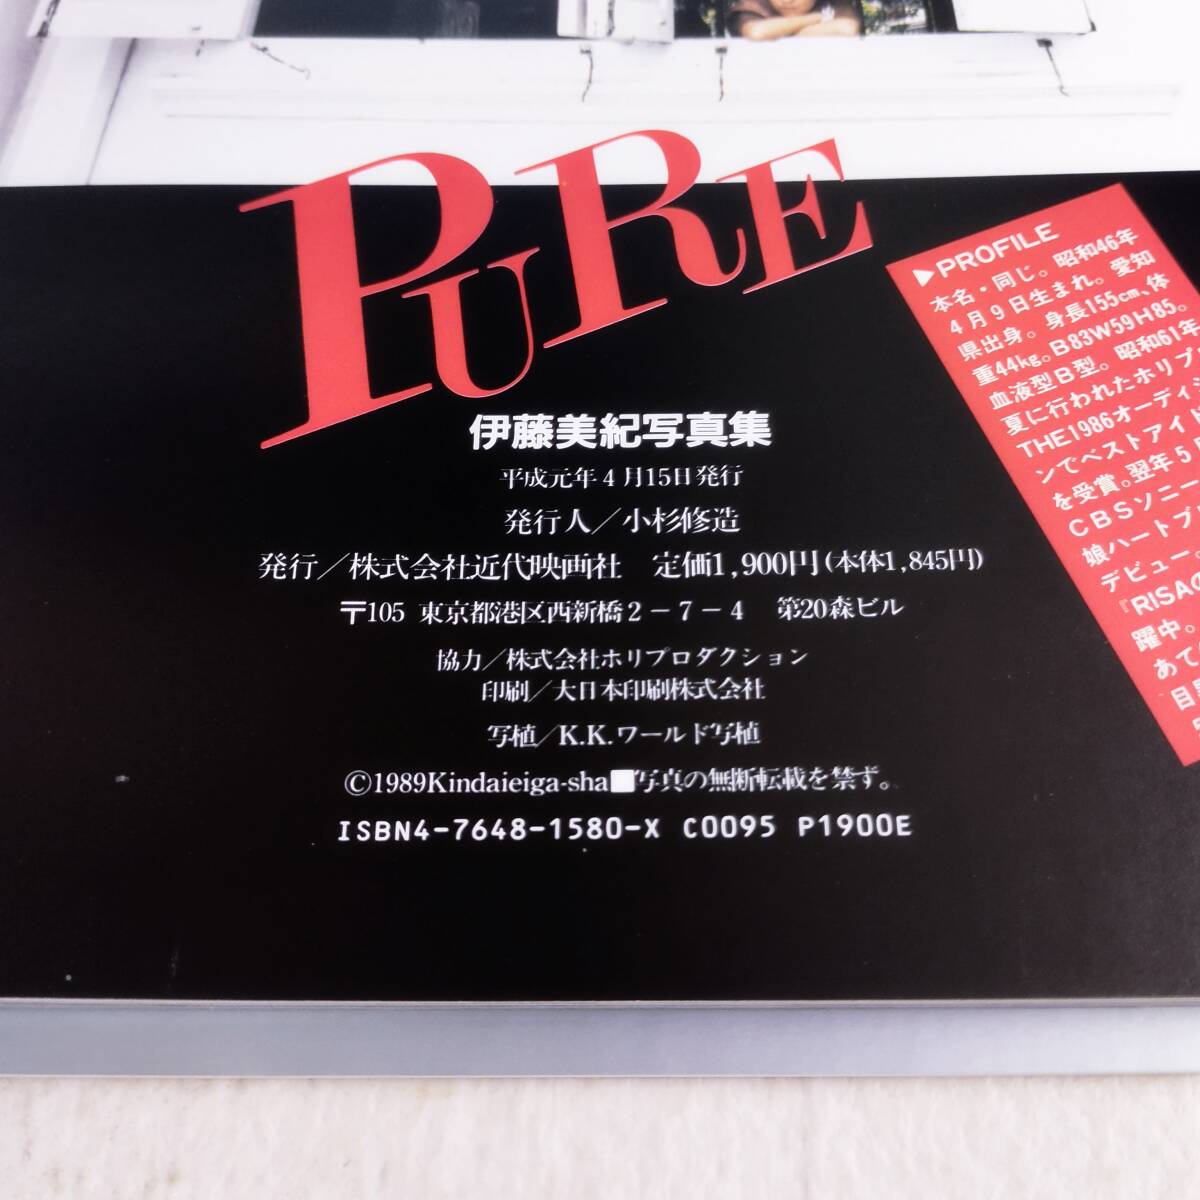 PURE
伊藤美紀写真集
平成元年4月15日発行
発行人／小杉修造
発行／株式会社近代映画社 定価1,900円(本体1,845円)
〒105 東京都港区西新橋2-7-4 第20森ビル
協力／株式会社ホリプロダクション
印刷／大日本印刷株式会社
写植／K.K.ワールド写植
©1989Kindaieiga-sha■写真の無断転載を禁ず。
ISBN4-7648-1580-X C0095 P1900E
▶PROFILE
本名・同じ。昭和46年
4月9日生まれ。愛知
県出身。身長155cm、体
重44kg。B83W59H85。
血液型B型。昭和61年
夏に行われたホリプ
THE1986オーディシ
ンでベストアイド
を受賞。翌年5
CBSソニー
娘ハートブ
デビュー。
『RISAの
躍中。
あて
目黒